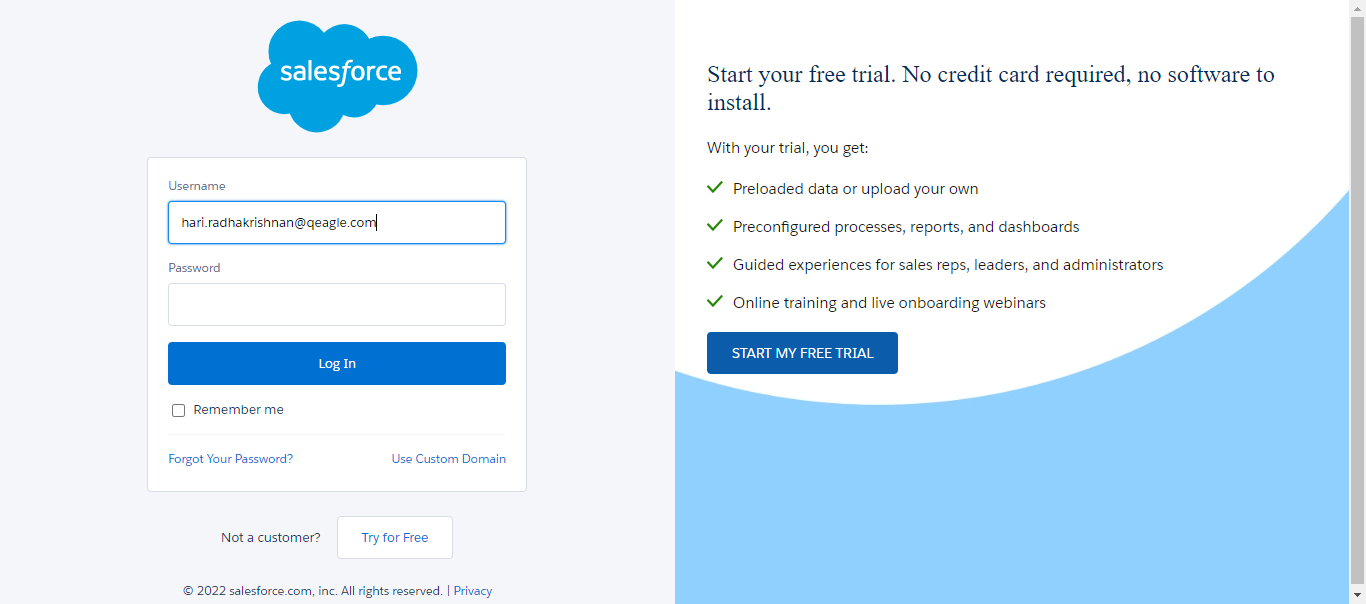 salesforce
Username
hari.radhakrishnan@qeagle.com
Password
Log In
Remember me
Forgot Your Password?
Use Custom Domain
Not a customer?
Try for Free
© 2022 salesforce.com, inc. All rights reserved. | Privacy
Start your free trial. No credit card required, no software to
install.
With your trial, you get:
Preloaded data or upload your own
Preconfigured processes, reports, and dashboards
Guided experiences for sales reps, leaders, and administrators
Online training and live onboarding webinars
START MY FREE TRIAL